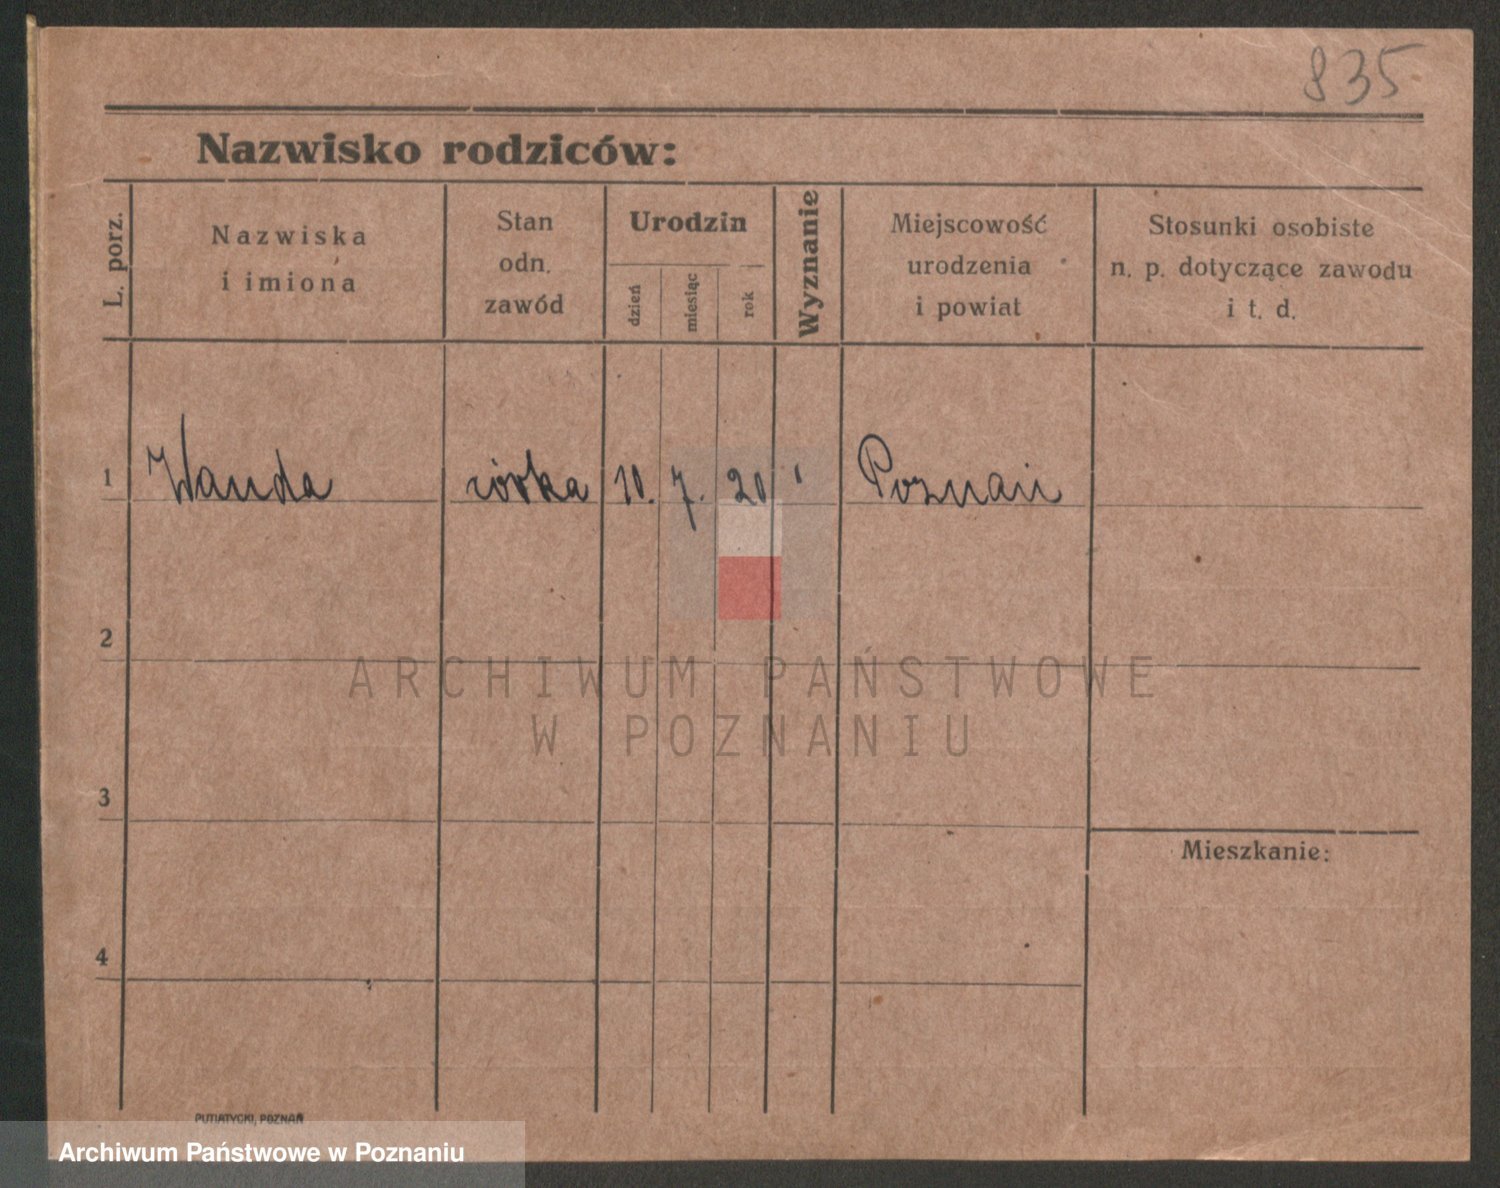 835
Nazwisko rodziców:
L. porz.
Nazwiska
i imiona
Stan
odn.
zawód
Urodzin
dzień
miesiąc
rok
Wyznanie
Miejscowość
urodzenia
i powiat
Stosunki osobiste
n. p. dotyczące zawodu
i t. d.
1 Wanda córka 10. 7. 20 " Poznań
2
ARCHIWUM PAŃSTWOWE
W POZNANIU
3
Mieszkanie:
4
PUTIATYCKI, POZNAŃ
Archiwum Państwowe w Poznaniu